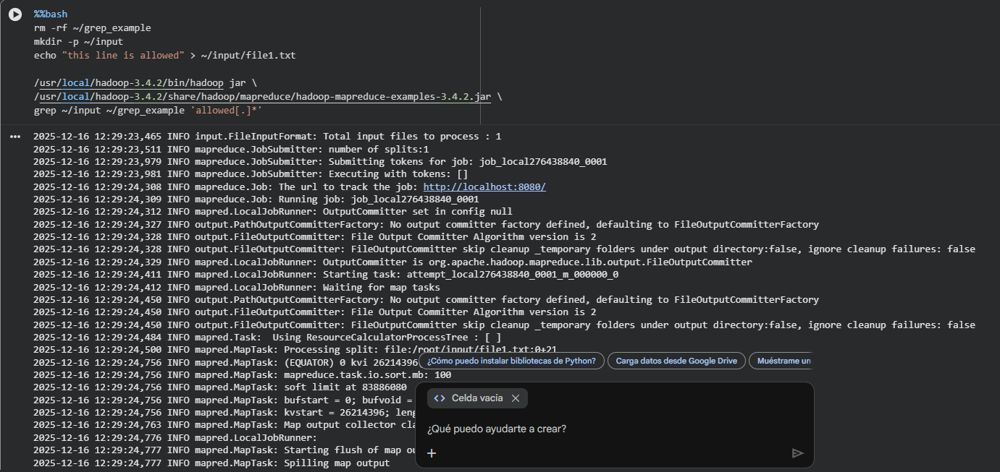 %%bash
rm -rf ~/grep_example
mkdir -p ~/input
echo "this line is allowed" > ~/input/file1.txt
/usr/local/hadoop-3.4.2/bin/hadoop jar \
/usr/local/hadoop-3.4.2/share/hadoop/mapreduce/hadoop-mapreduce-examples-3.4.2.jar \
grep ~/input ~/grep_example 'allowed[.]*'
2025-12-16 12:29:23,465 INFO input.FileInputFormat: Total input files to process : 1
2025-12-16 12:29:23,511 INFO mapreduce.JobSubmitter: number of splits:1
2025-12-16 12:29:23,979 INFO mapreduce.JobSubmitter: Submitting tokens for job: job_local276438840_0001
2025-12-16 12:29:23,981 INFO mapreduce.JobSubmitter: Executing with tokens: []
2025-12-16 12:29:24,308 INFO mapreduce.Job: The url to track the job: http://localhost:8080/
2025-12-16 12:29:24,309 INFO mapreduce.Job: Running job: job_local276438840_0001
2025-12-16 12:29:24,312 INFO mapred.LocalJobRunner: OutputCommitter set in config null
2025-12-16 12:29:24,327 INFO output.PathOutputCommitterFactory: No output committer factory defined, defaulting to FileOutputCommitterFactory
2025-12-16 12:29:24,328 INFO output.FileOutputCommitter: File Output Committer Algorithm version is 2
2025-12-16 12:29:24,328 INFO output.FileOutputCommitter: FileOutputCommitter skip cleanup _temporary folders under output directory:false, ignore cleanup failures: false
2025-12-16 12:29:24,329 INFO mapred.LocalJobRunner: OutputCommitter is org.apache.hadoop.mapreduce.lib.output.FileOutputCommitter
2025-12-16 12:29:24,411 INFO mapred.LocalJobRunner: Starting task: attempt_local276438840_0001_m_000000_0
2025-12-16 12:29:24,412 INFO mapred.LocalJobRunner: Waiting for map tasks
2025-12-16 12:29:24,450 INFO output.PathOutputCommitterFactory: No output committer factory defined, defaulting to FileOutputCommitterFactory
2025-12-16 12:29:24,450 INFO output.FileOutputCommitter: File Output Committer Algorithm version is 2
2025-12-16 12:29:24,450 INFO output.FileOutputCommitter: FileOutputCommitter skip cleanup _temporary folders under output directory:false, ignore cleanup failures: false
2025-12-16 12:29:24,484 INFO mapred.Task:  Using ResourceCalculatorProcessTree : [ ]
2025-12-16 12:29:24,500 INFO mapred.MapTask: Processing split: file:/root/input/file1.txt:0+21
2025-12-16 12:29:24,756 INFO mapred.MapTask: (EQUATOR) 0 kvi 26214396
2025-12-16 12:29:24,756 INFO mapred.MapTask: mapreduce.task.io.sort.mb: 100
2025-12-16 12:29:24,756 INFO mapred.MapTask: soft limit at 83886080
2025-12-16 12:29:24,756 INFO mapred.MapTask: bufstart = 0; bufvoid =
2025-12-16 12:29:24,756 INFO mapred.MapTask: kvstart = 26214396;
2025-12-16 12:29:24,763 INFO mapred.MapTask: Map output collector
2025-12-16 12:29:24,776 INFO mapred.LocalJobRunner:
2025-12-16 12:29:24,777 INFO mapred.MapTask: Starting flush of map
2025-12-16 12:29:24,777 INFO mapred.MapTask: Spilling map output
¿Cómo puedo instalar bibliotecas de Python?
Carga datos desde Google Drive
Muéstrame un
Celda vacía
¿Qué puedo ayudarte a crear?